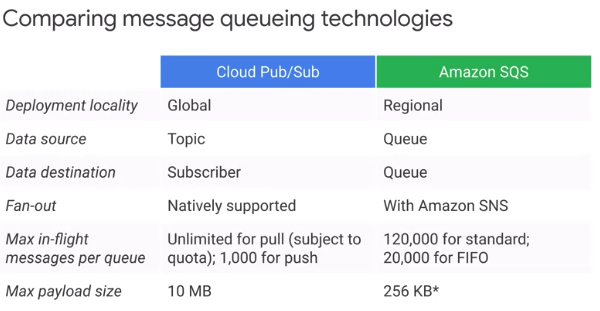 Comparing message queueing technologies
Cloud Pub/Sub Amazon SQS
Deployment locality Global Regional
Data source Topic Queue
Data destination Subscriber Queue
Fan-out Natively supported With Amazon SNS
Max in-flight Unlimited for pull (subject to 120,000 for standard;
messages per queue quota); 1,000 for push 20,000 for FIFO
Max payload size 10 MB 256 KB*